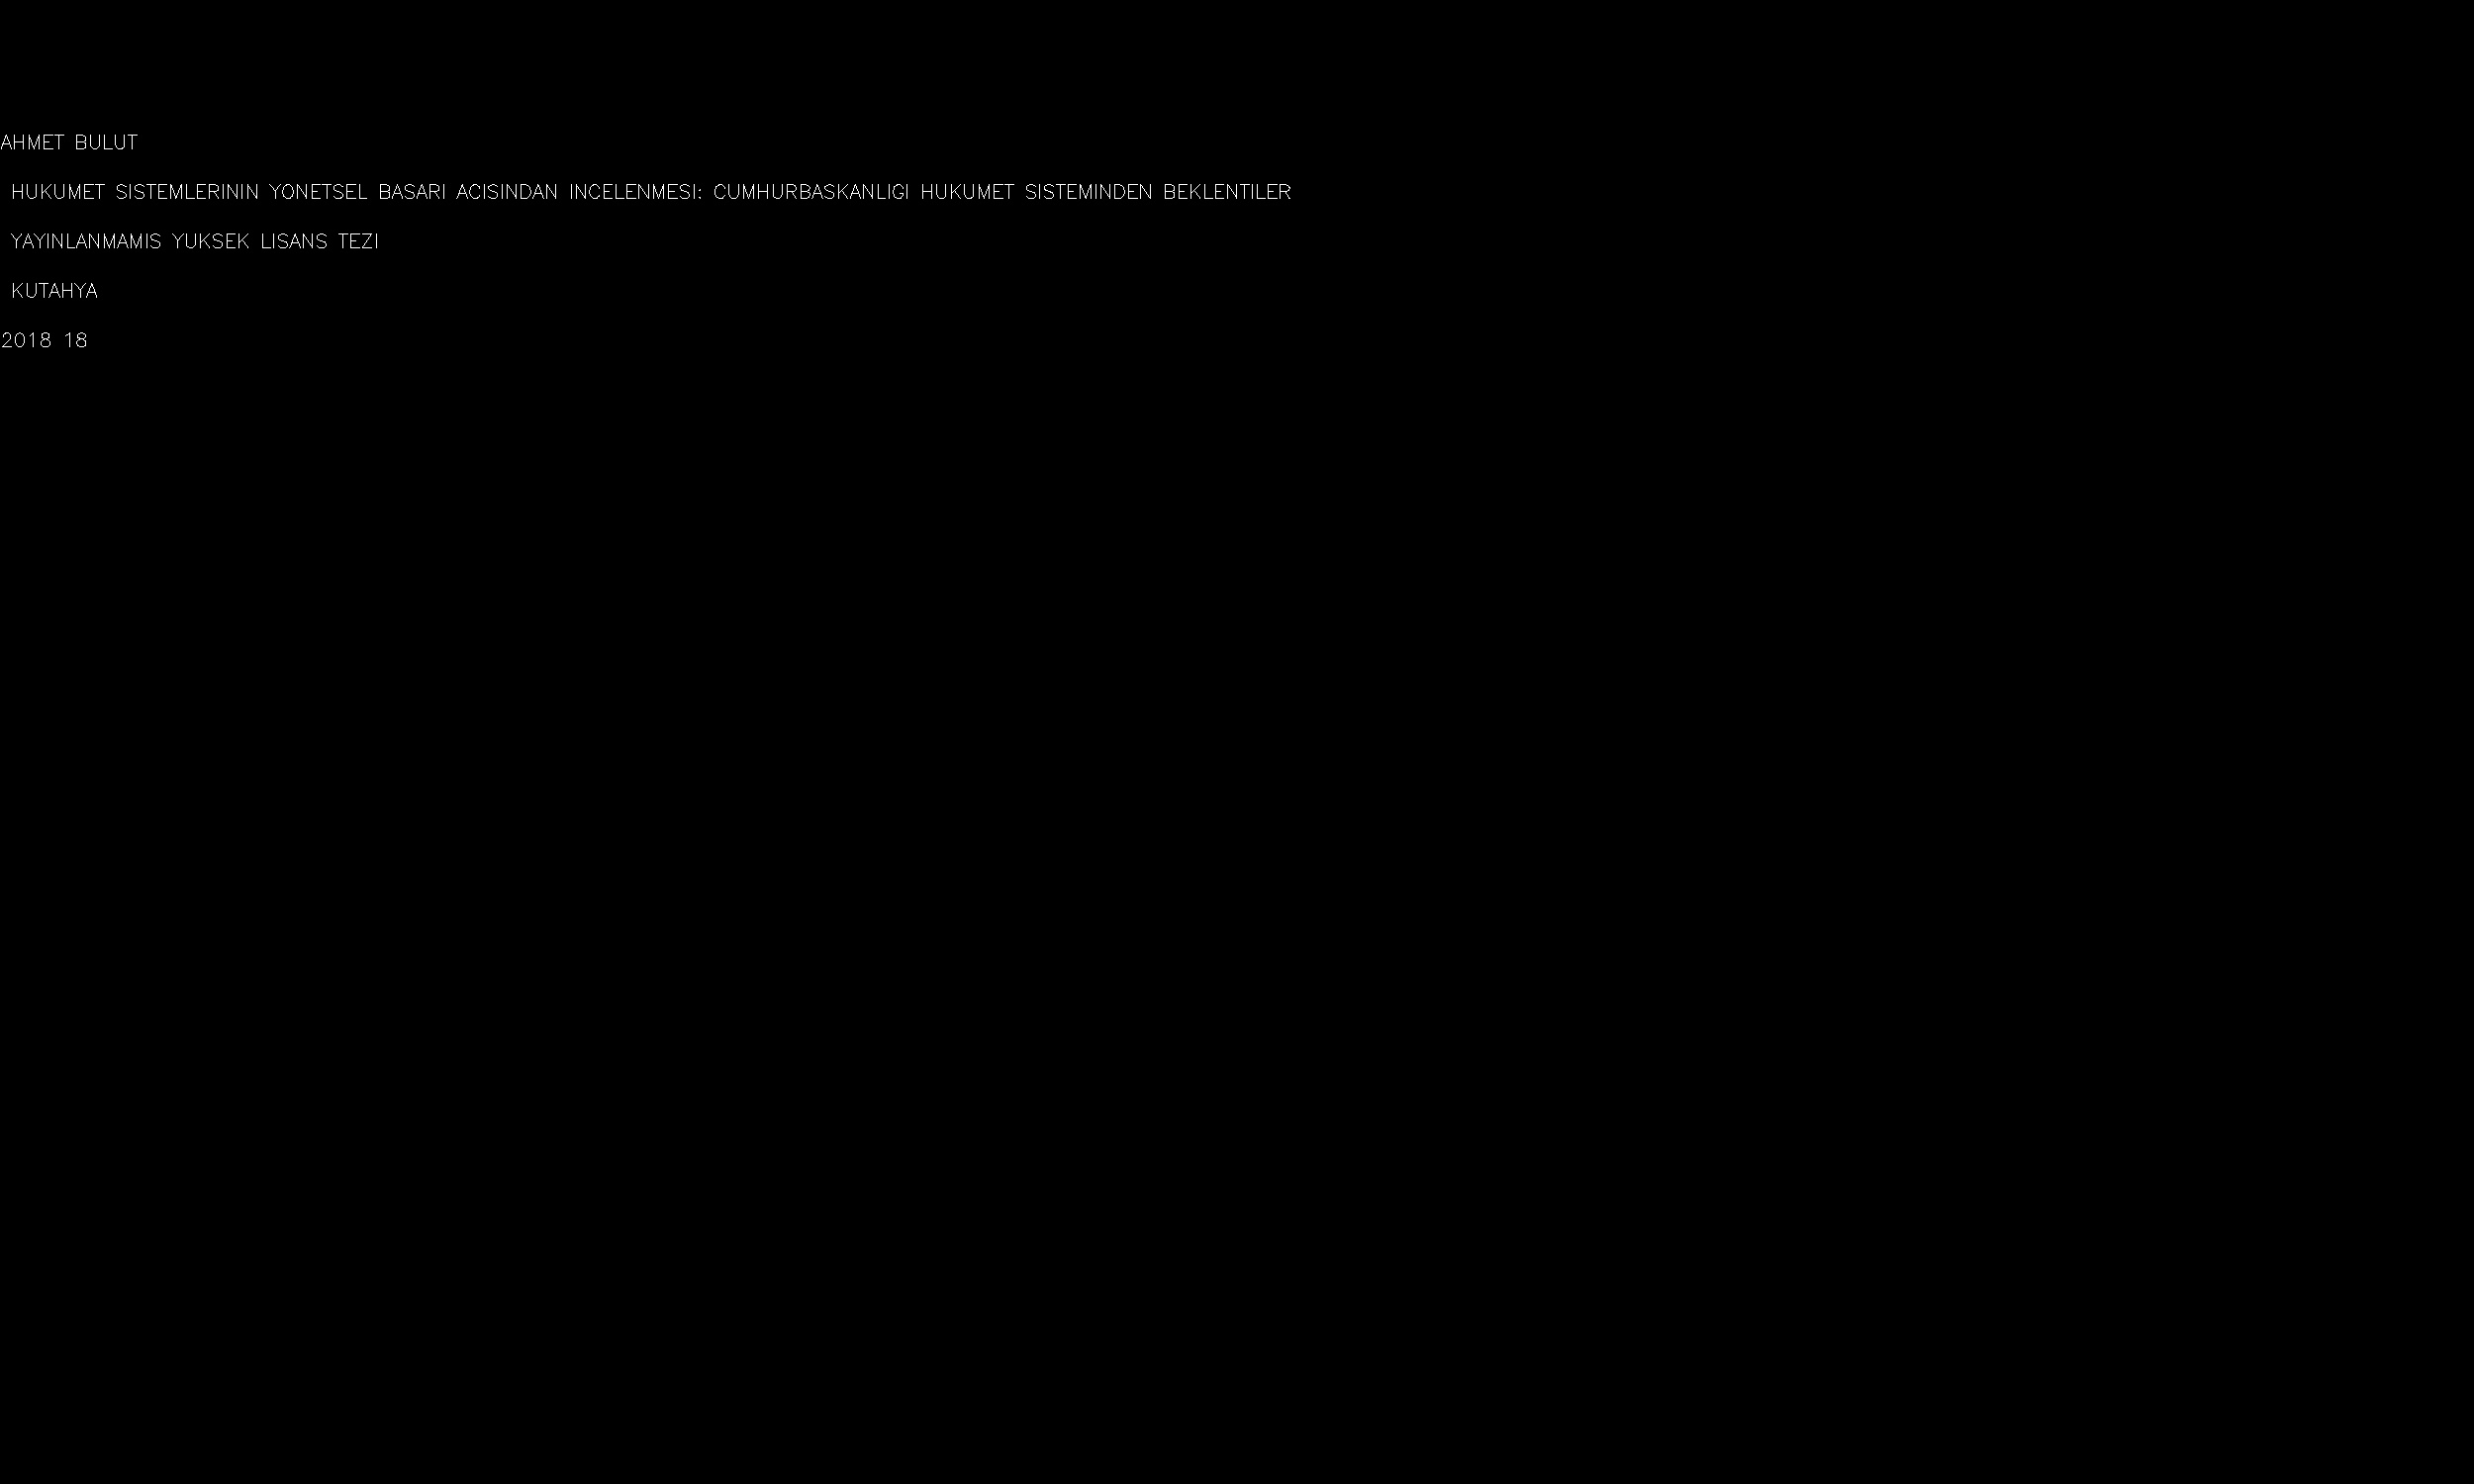 AHMET BULUT
HUKUMET SISTEMLERININ YONETSEL BASARI ACISINDAN INCELENMESI: CUMHURBASKANLIGI HUKUMET SISTEMINDEN BEKLENTILER
YAYINLANMAMIS YUKSEK LISANS TEZI
KUTAHYA
2018 18